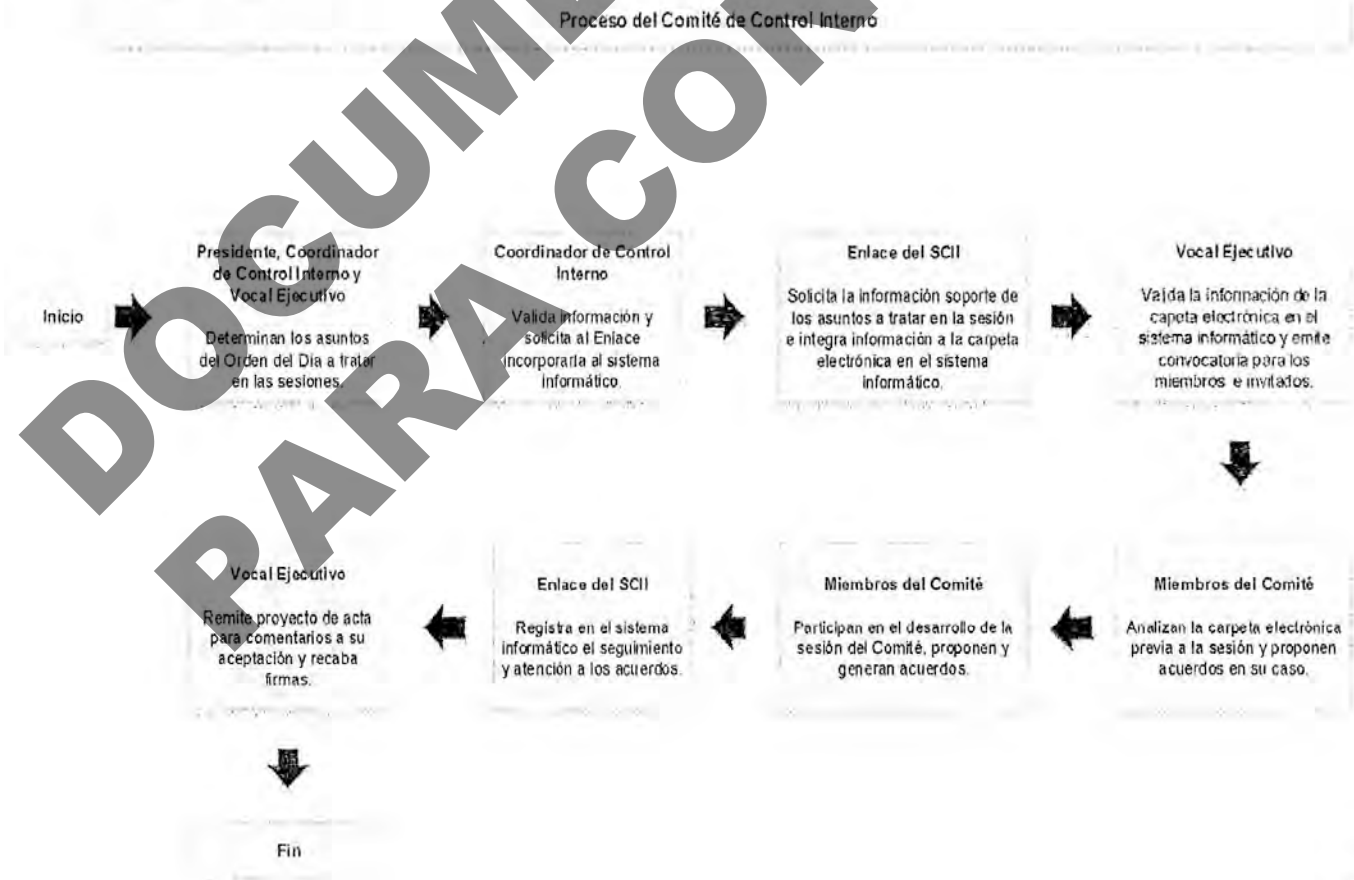 Proceso del Comité de Control Interno
DOCUME
PARA CON
Inicio
Presidente, Coordinador
de Control Interno y
Vocal Ejecutivo
Determinan los asuntos
del Orden del Dia a tratar
en las sesiones.
Coordinador de Control
Interno
Valida información y
solicita al Enlace
incorporarla al sistema
informático.
Enlace del SCII
Solicita la información soporte de
los asuntos a tratar en la sesión
e integra información a la carpeta
electrónica en el sistema
informático.
Vocal Ejecutivo
Valida la información de la
capeta electrónica en el
sistema informático y emite
convocatoria para los
miembros e invitados.
Miembros del Comité
Analizan la carpeta electrónica
previa a la sesión y proponen
acuerdos en su caso.
Miembros del Comité
Participan en el desarrollo de la
sesión del Comité, proponen y
generan acuerdos.
Enlace del SCII
Registra en el sistema
informático el seguimiento
y atención a los acuerdos.
Vocal Ejecutivo
Remite proyecto de acta
para comentarios a su
aceptación y recaba
firmas.
Fin